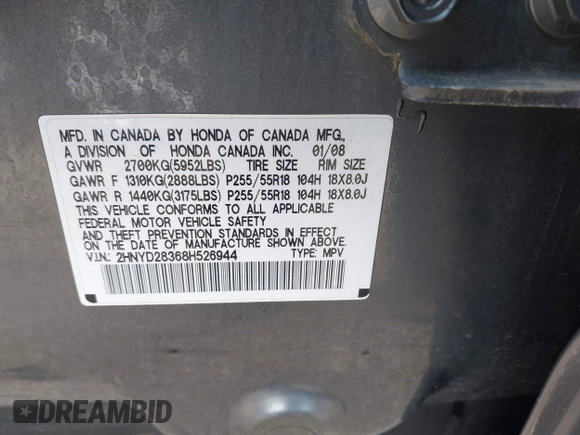 MFD. IN CANADA BY HONDA OF CANADA MFG.,
A DIVISION OF HONDA CANADA INC. 01/08
GVWR 2700KG(5952LBS) TIRE SIZE RIM SIZE
GAWR F 1310KG(2888LBS) P255/55R18 104H 18X8.0J
GAWR R 1440KG(3175LBS) P255/55R18 104H 18X8.0J
THIS VEHICLE CONFORMS TO ALL APPLICABLE
FEDERAL MOTOR VEHICLE SAFETY
AND THEFT PREVENTION STANDARDS IN EFFECT
ON THE DATE OF MANUFACTURE SHOWN ABOVE.
V.I.N.: 2HNYD28368H526944 TYPE: MPV
DREAMBID